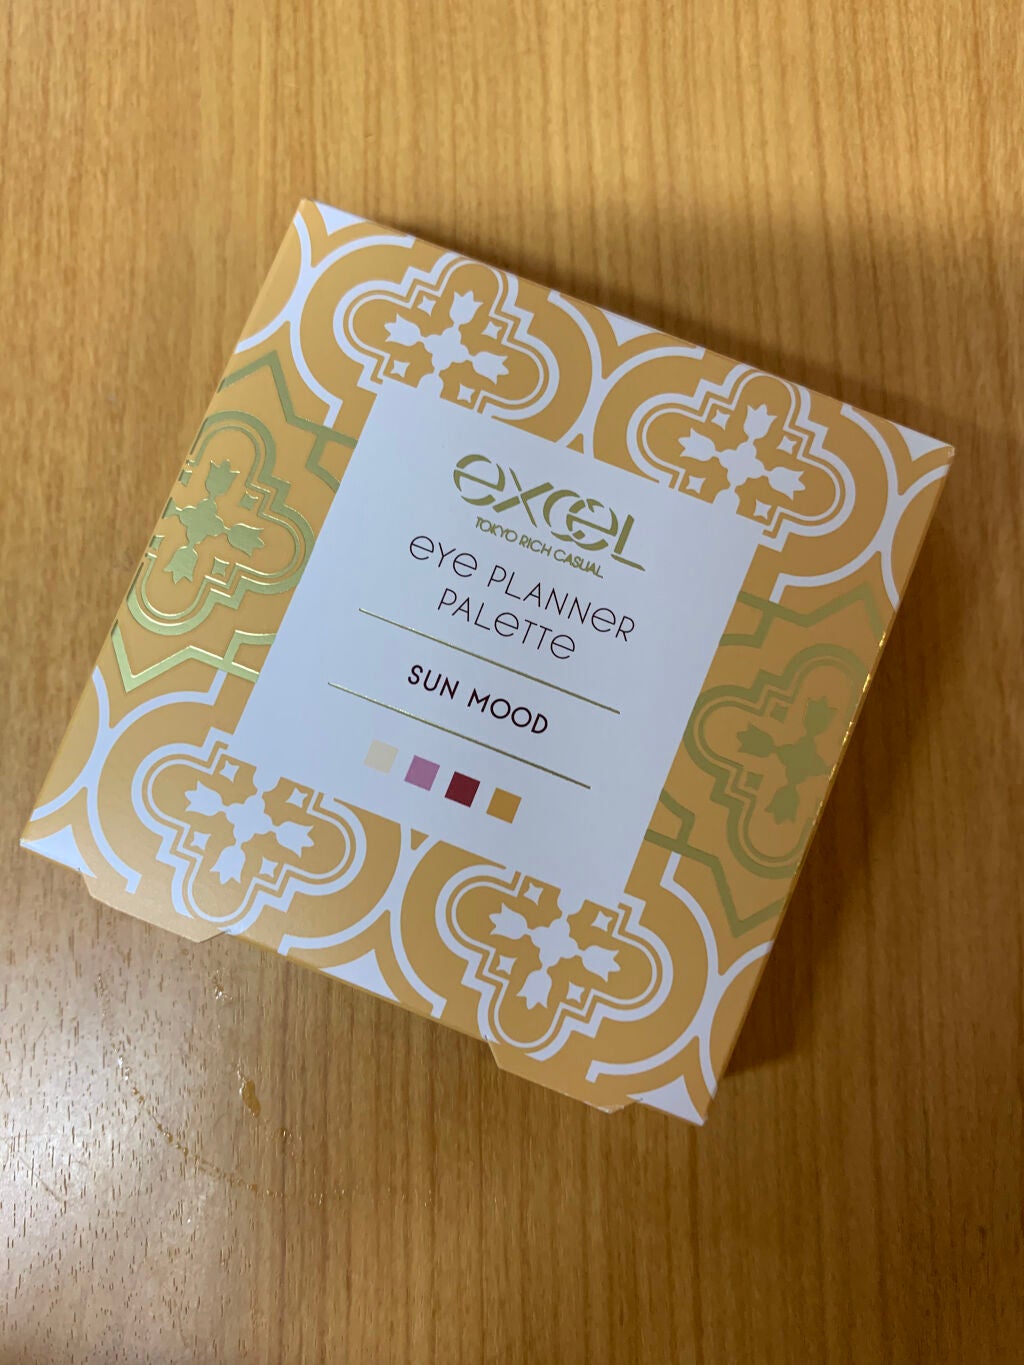 excel
TOKYO RICH CASUAL
eye PLANNeR
PALeTTe
SUN MOOD